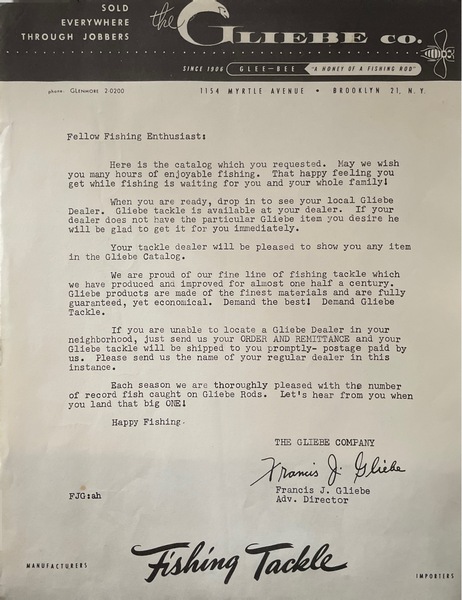 SOLD
EVERYWHERE
THROUGH JOBBERS
the GLIEBE CO.
SINCE 1906 GLEE-BEE "A HONEY OF A FISHING ROD"
phone: GLENMORE 2-0200 1154 MYRTLE AVENUE • BROOKLYN 21, N.Y.
Fellow Fishing Enthusiast:
Here is the catalog which you requested. May we wish
you many hours of enjoyable fishing. That happy feeling you
get while fishing is waiting for you and your whole family!
When you are ready, drop in to see your local Gliebe
Dealer. Gliebe tackle is available at your dealer. If your
dealer does not have the particular Gliebe item you desire he
will be glad to get it for you immediately.
Your tackle dealer will be pleased to show you any item
in the Gliebe Catalog.
We are proud of our fine line of fishing tackle which
we have produced and improved for almost one half a century.
Gliebe products are made of the finest materials and are fully
guaranteed, yet economical. Demand the best! Demand Gliebe
Tackle.
If you are unable to locate a Gliebe Dealer in your
neighborhood, just send us your ORDER AND REMITTANCE and your
Gliebe tackle will be shipped to you promptly- postage paid by
us. Please send us the name of your regular dealer in this
instance.
Each season we are thoroughly pleased with the number
of record fish caught on Gliebe Rods. Let's hear from you when
you land that big ONE!
Happy Fishing.
THE GLIEBE COMPANY
Francis J. Gliebe
Francis J. Gliebe
Adv. Director
FJG:ah
MANUFACTURERS Fishing Tackle IMPORTERS